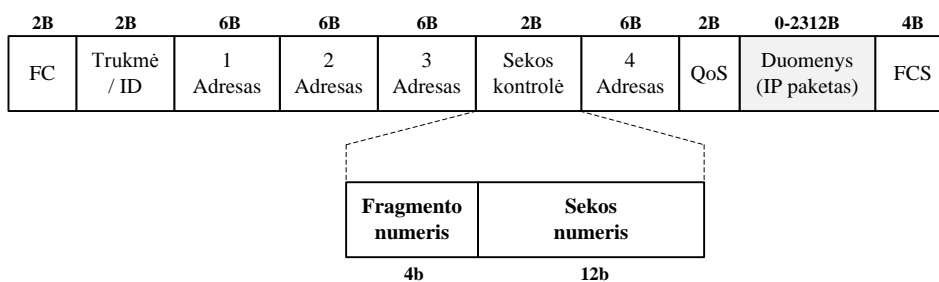 2B 2B 6B 6B 6B 2B 6B 2B 0-2312B 4B
FC
Trukmė
/ ID
1
Adresas
2
Adresas
3
Adresas
Sekos
kontrolė
4
Adresas
QoS
Duomenys
(IP paketas)
FCS
Fragmento
numeris
Sekos
numeris
4b 12b